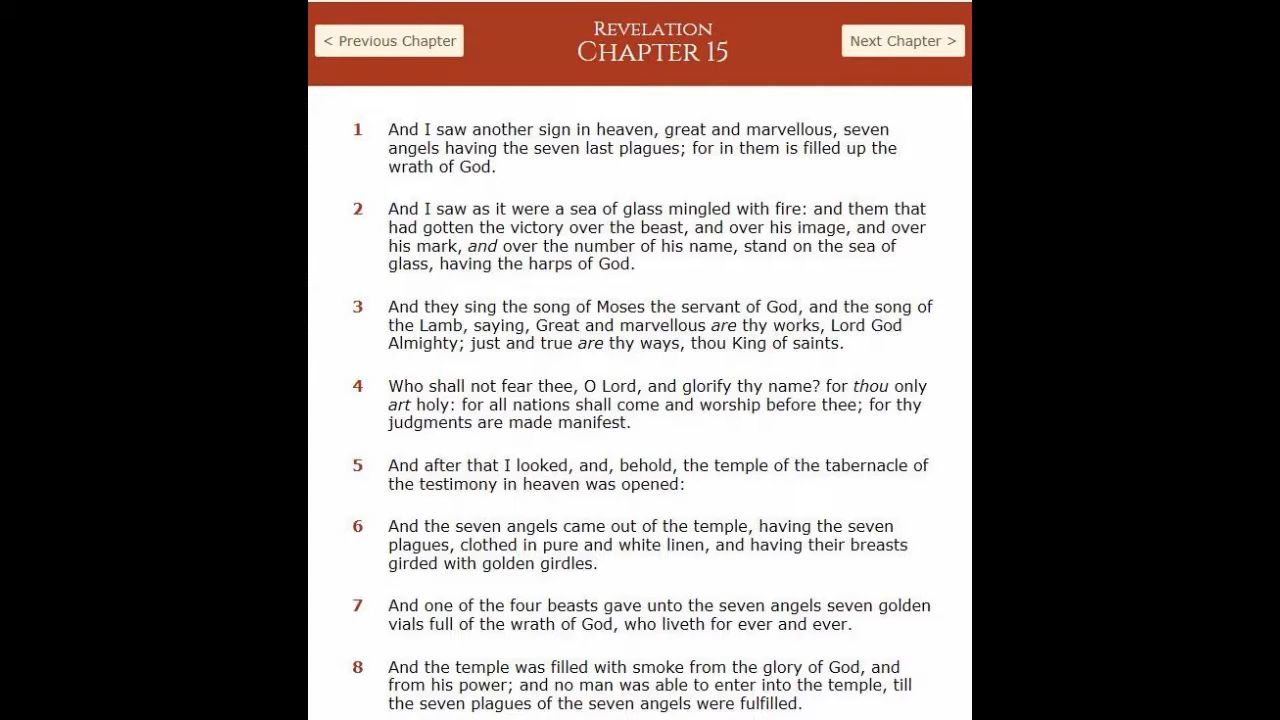 < Previous Chapter
REVELATION
CHAPTER 15
Next Chapter >
1 And I saw another sign in heaven, great and marvellous, seven
angels having the seven last plagues; for in them is filled up the
wrath of God.
2 And I saw as it were a sea of glass mingled with fire: and them that
had gotten the victory over the beast, and over his image, and over
his mark, and over the number of his name, stand on the sea of
glass, having the harps of God.
3 And they sing the song of Moses the servant of God, and the song of
the Lamb, saying, Great and marvellous are thy works, Lord God
Almighty; just and true are thy ways, thou King of saints.
4 Who shall not fear thee, O Lord, and glorify thy name? for thou only
art holy: for all nations shall come and worship before thee; for thy
judgments are made manifest.
5 And after that I looked, and, behold, the temple of the tabernacle of
the testimony in heaven was opened:
6 And the seven angels came out of the temple, having the seven
plagues, clothed in pure and white linen, and having their breasts
girded with golden girdles.
7 And one of the four beasts gave unto the seven angels seven golden
vials full of the wrath of God, who liveth for ever and ever.
8 And the temple was filled with smoke from the glory of God, and
from his power; and no man was able to enter into the temple, till
the seven plagues of the seven angels were fulfilled.